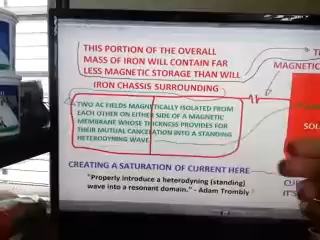 THIS PORTION OF THE OVERALL
MASS OF IRON WILL CONTAIN FAR
LESS MAGNETIC STORAGE THAN WILL
IRON CHASSIS SURROUNDING
MAGNETIC
TWO AC FIELDS MAGNETICALLY ISOLATED FROM
EACH OTHER ON EITHER SIDE OF A MAGNETIC
MEMBRANE WHOSE THICKNESS PROVIDES FOR
THEIR MUTUAL CANCELATION INTO A STANDING
HETERODYNING WAVE
CREATING A SATURATION OF CURRENT HERE
"Properly introduce a heterodyning (standing)
wave into a resonant domain." - Adam Trombly